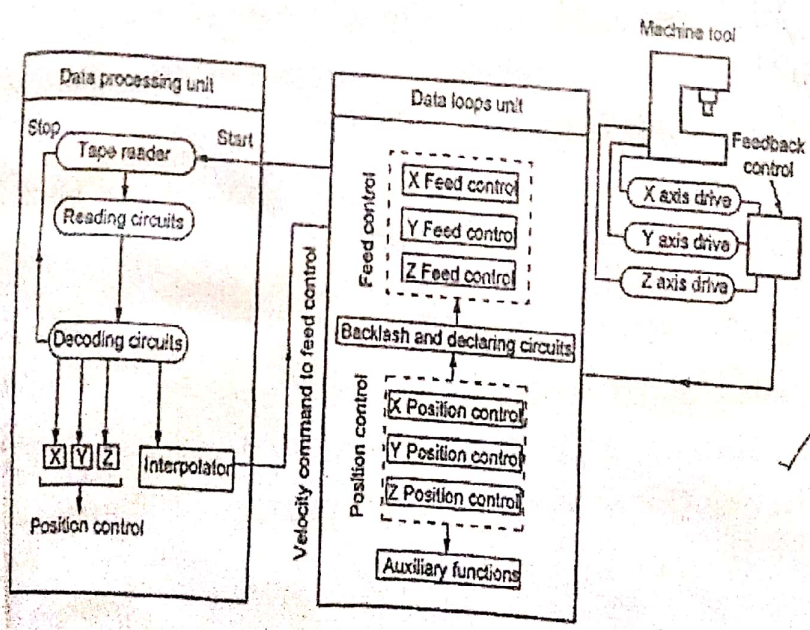 Machine tool
Data processing unit
Data loops unit
Stop
Start
Tape reader
Feedback
control
Reading circuits
Feed control
X Feed control
Y Feed control
Z Feed control
X axis drive
Y axis drive
Z axis drive
Decoding circuits
Velocity command to feed control
Backlash and declaring circuits
X
Y
Z
Interpolator
Position control
X Position control
Y Position control
Z Position control
Position control
Auxiliary functions